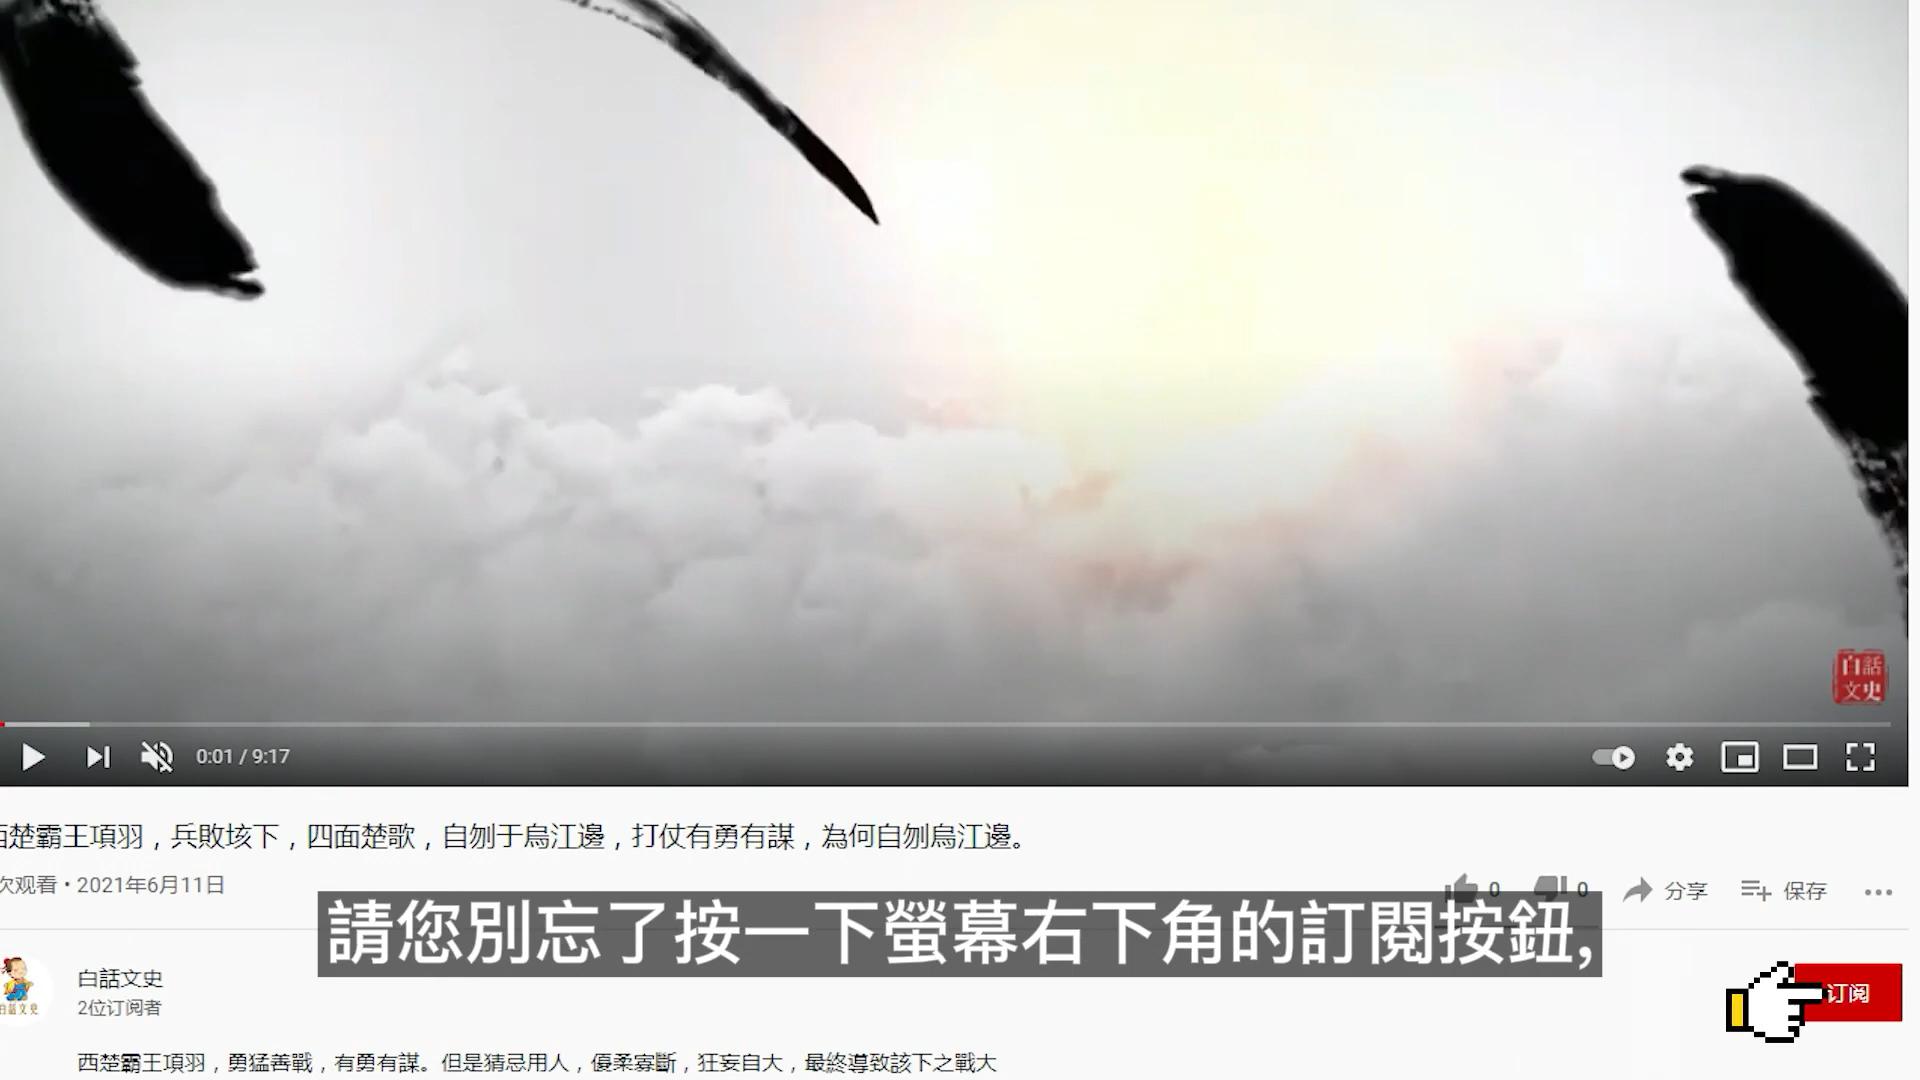 白話
文史
0:01 / 9:17
西楚霸王項羽，兵敗垓下，四面楚歌，自刎于烏江邊，打仗有勇有謀，為何自刎烏江邊。
次观看 • 2021年6月11日
0
0
分享
保存
請您別忘了按一下螢幕右下角的訂閱按鈕,
白話文史
白話文史
2位订阅者
订阅
西楚霸王項羽，勇猛善戰，有勇有謀。但是猜忌用人，優柔寡斷，狂妄自大，最終導致該下之戰大